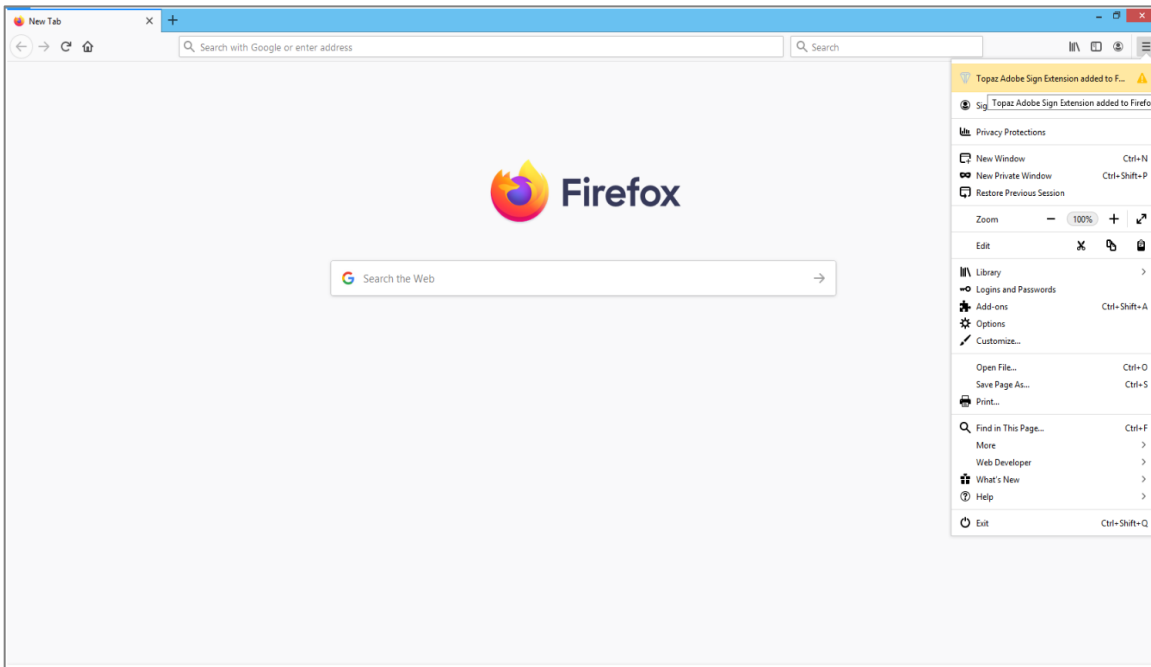 New Tab
Search with Google or enter address
Search
Topaz Adobe Sign Extension added to F...
Sig
Topaz Adobe Sign Extension added to Firefo
Privacy Protections
New Window Ctrl+N
New Private Window Ctrl+Shift+P
Restore Previous Session
Zoom 100%
Edit
Library
Logins and Passwords
Add-ons Ctrl+Shift+A
Options
Customize...
Open File... Ctrl+O
Save Page As... Ctrl+S
Print...
Find in This Page... Ctrl+F
More
Web Developer
What's New
Help
Exit Ctrl+Shift+Q
Firefox
Search the Web